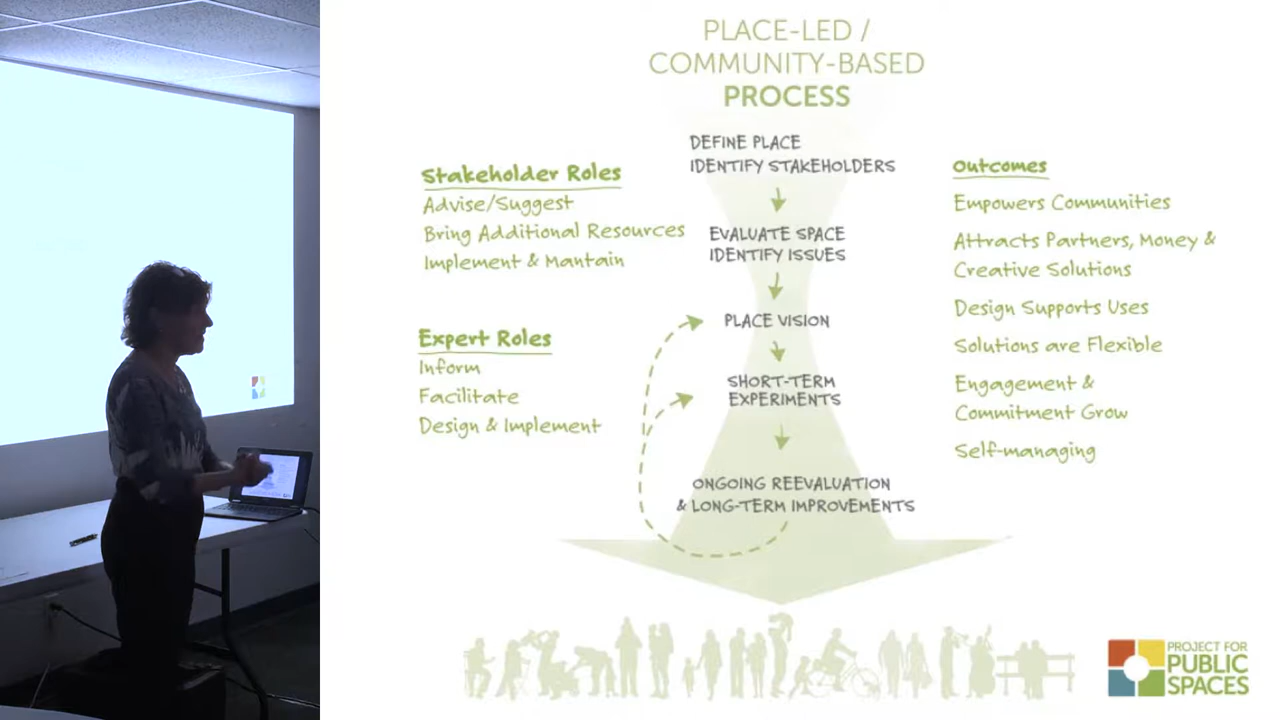 PLACE-LED /
COMMUNITY-BASED
PROCESS
Stakeholder Roles
Advise/Suggest
Bring Additional Resources
Implement & Mantain
Expert Roles
Inform
Facilitate
Design & Implement
DEFINE PLACE
IDENTIFY STAKEHOLDERS
EVALUATE SPACE
IDENTIFY ISSUES
PLACE VISION
SHORT-TERM
EXPERIMENTS
ONGOING REEVALUATION
& LONG-TERM IMPROVEMENTS
Outcomes
Empowers Communities
Attracts Partners, Money &
Creative Solutions
Design Supports Uses
Solutions are Flexible
Engagement &
Commitment Grow
Self-managing
PROJECT FOR
PUBLIC
SPACES